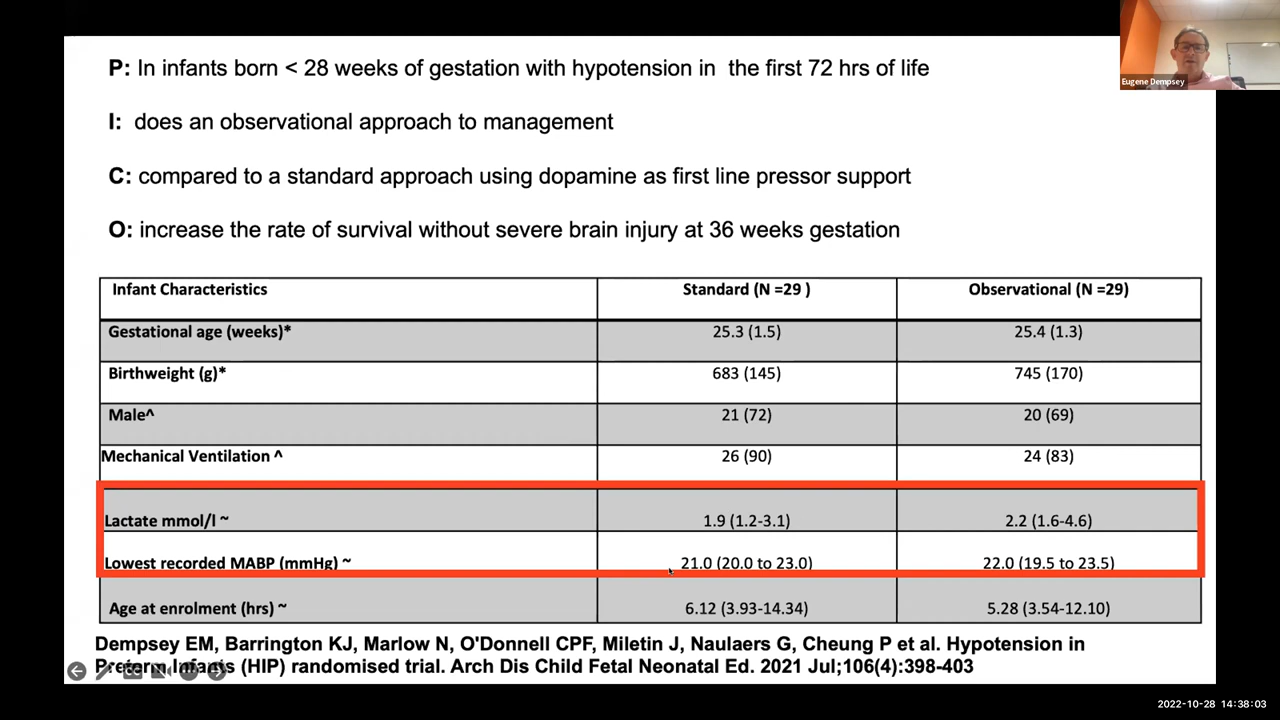 P: In infants born < 28 weeks of gestation with hypotension in the first 72 hrs of life
Eugene Dempsey
I: does an observational approach to management
C: compared to a standard approach using dopamine as first line pressor support
O: increase the rate of survival without severe brain injury at 36 weeks gestation
Infant Characteristics Standard (N =29 ) Observational (N =29)
Gestational age (weeks)* 25.3 (1.5) 25.4 (1.3)
Birthweight (g)* 683 (145) 745 (170)
Male^ 21 (72) 20 (69)
Mechanical Ventilation ^ 26 (90) 24 (83)
Lactate mmol/l ~ 1.9 (1.2-3.1) 2.2 (1.6-4.6)
Lowest recorded MABP (mmHg) ~ 21.0 (20.0 to 23.0) 22.0 (19.5 to 23.5)
Age at enrolment (hrs) ~ 6.12 (3.93-14.34) 5.28 (3.54-12.10)
Dempsey EM, Barrington KJ, Marlow N, O'Donnell CPF, Miletin J, Naulaers G, Cheung P et al. Hypotension in
Preterm Infants (HIP) randomised trial. Arch Dis Child Fetal Neonatal Ed. 2021 Jul;106(4):398-403
2022-10-28 14:38:03